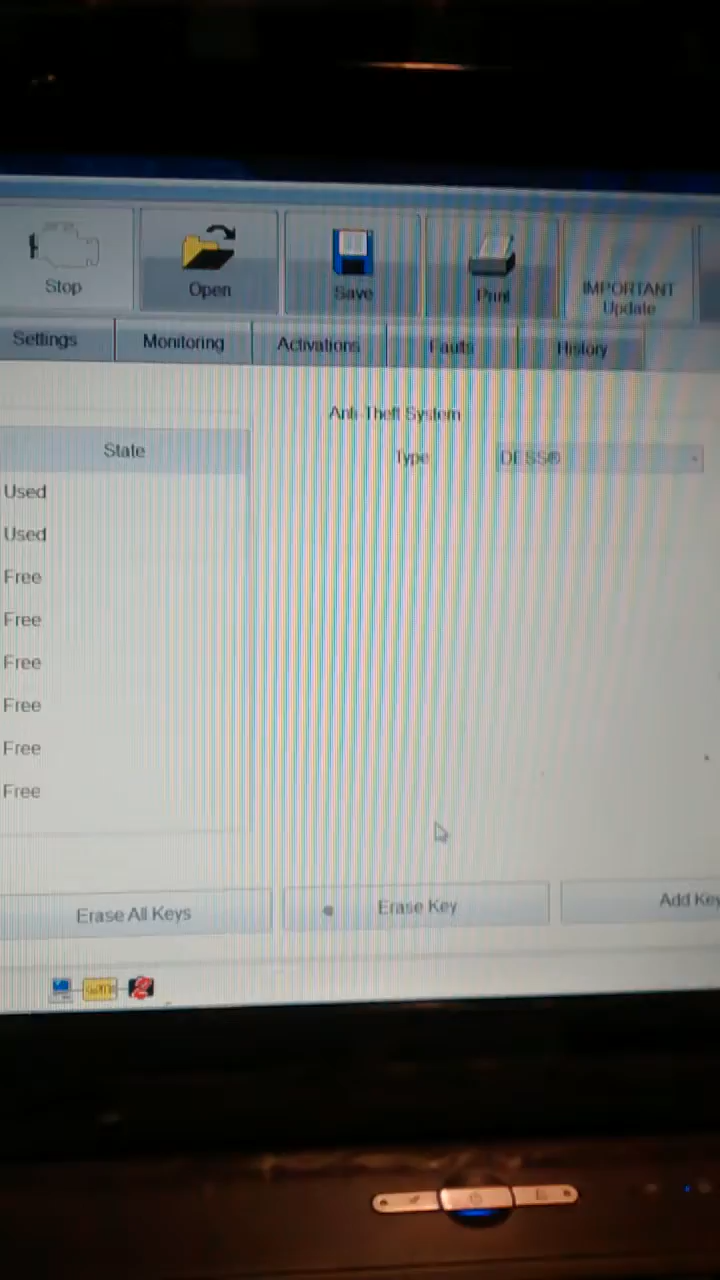 Stop
Open
Save
Print
IMPORTANT
Update
Settings
Monitoring
Activations
Faults
History
Anti-Theft System
State
Type
DESS®
Used
Used
Free
Free
Free
Free
Free
Free
Erase All Keys
Erase Key
Add Key